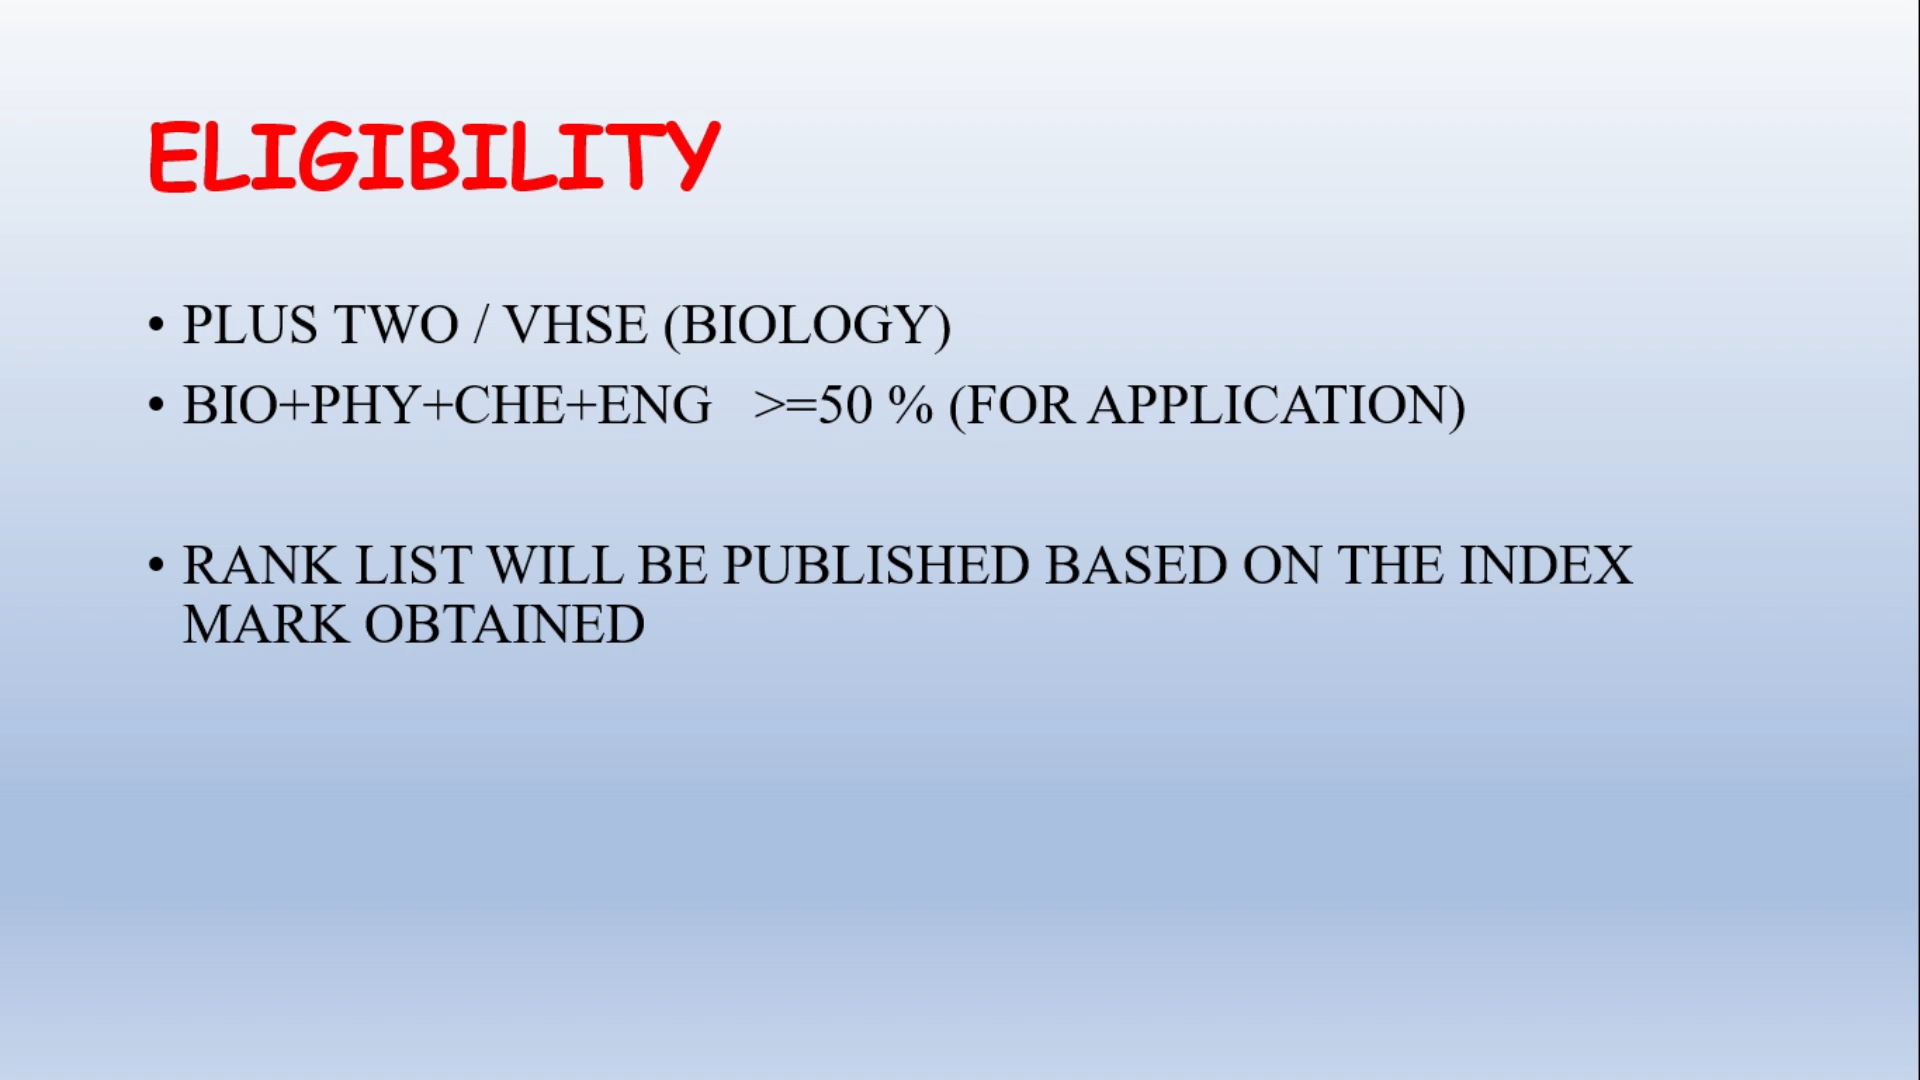 ELIGIBILITY
• PLUS TWO / VHSE (BIOLOGY)
• BIO+PHY+CHE+ENG >=50 % (FOR APPLICATION)
• RANK LIST WILL BE PUBLISHED BASED ON THE INDEX
MARK OBTAINED